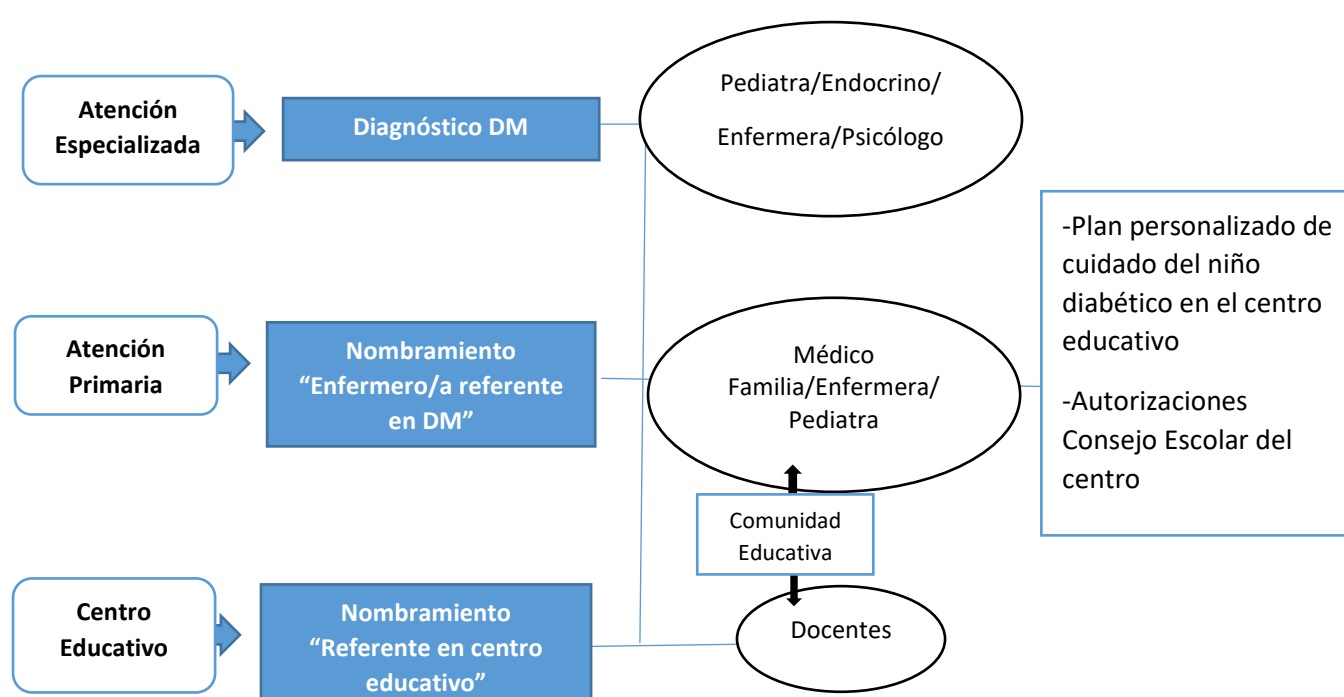 Atención
Especializada
Diagnóstico DM
Pediatra/Endocrino/
Enfermera/Psicólogo
Atención
Primaria
Nombramiento
“Enfermero/a referente
en DM”
Médico
Familia/Enfermera/
Pediatra
-Plan personalizado de
cuidado del niño
diabético en el centro
educativo
-Autorizaciones
Consejo Escolar del
centro
Comunidad
Educativa
Centro
Educativo
Nombramiento
“Referente en centro
educativo”
Docentes